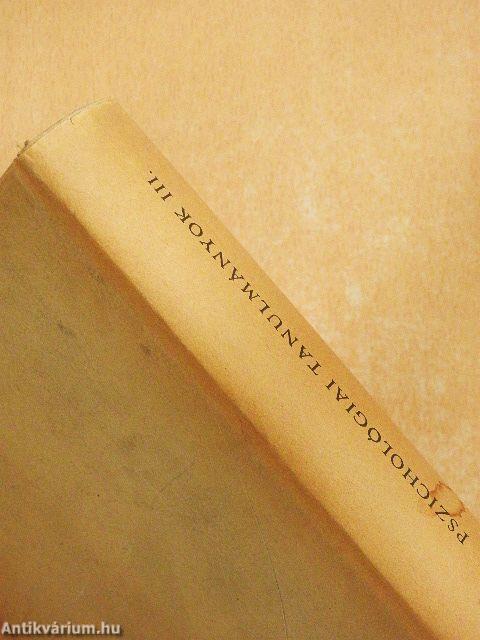 PSZICHOLÓGIAI TANULMÁNYOK III.
Antikvárium.hu